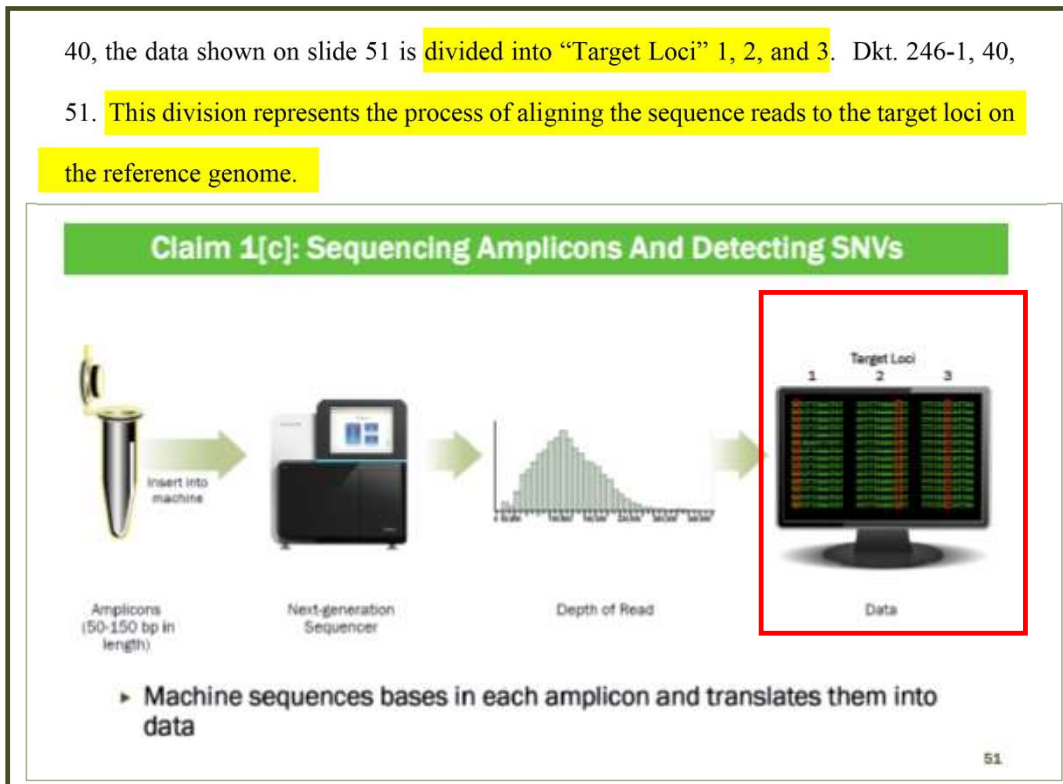 40, the data shown on slide 51 is divided into “Target Loci” 1, 2, and 3. Dkt. 246-1, 40,
51. This division represents the process of aligning the sequence reads to the target loci on
the reference genome.
Claim 1[c]: Sequencing Amplicons And Detecting SNVs
Target Loci
1 2 3
Insert into
machine
Amplicons
(50-150 bp in
length)
Next-generation
Sequencer
Depth of Read
Data
▸ Machine sequences bases in each amplicon and translates them into
data
51